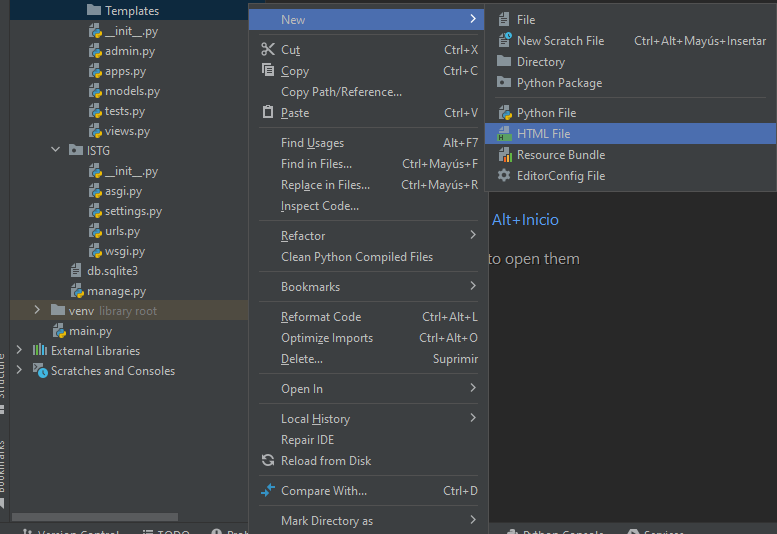 Templates
__init__.py
admin.py
apps.py
models.py
tests.py
views.py
ISTG
__init__.py
asgi.py
settings.py
urls.py
wsgi.py
db.sqlite3
manage.py
venv library root
main.py
External Libraries
Scratches and Consoles
Structure
Bookmarks
New
Cut Ctrl+X
Copy Ctrl+C
Copy Path/Reference...
Paste Ctrl+V
Find Usages Alt+F7
Find in Files... Ctrl+Mayús+F
Replace in Files... Ctrl+Mayús+R
Inspect Code...
Refactor
Clean Python Compiled Files
Bookmarks
Reformat Code Ctrl+Alt+L
Optimize Imports Ctrl+Alt+O
Delete... Suprimir
Open In
Local History
Repair IDE
Reload from Disk
Compare With... Ctrl+D
Mark Directory as
File
New Scratch File Ctrl+Alt+Mayús+Insertar
Directory
Python Package
Python File
HTML File
Resource Bundle
EditorConfig File
Alt+Inicio
to open them
Version Control TODO Python Console Services